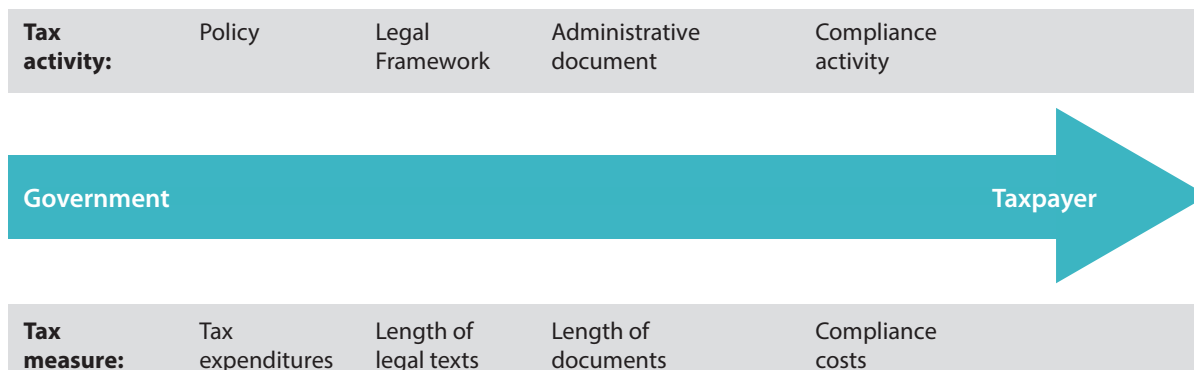 Tax Policy Legal Administrative Compliance
activity: Framework document activity
Government Taxpayer
Tax Tax Length of Length of Compliance
measure: expenditures legal texts documents costs